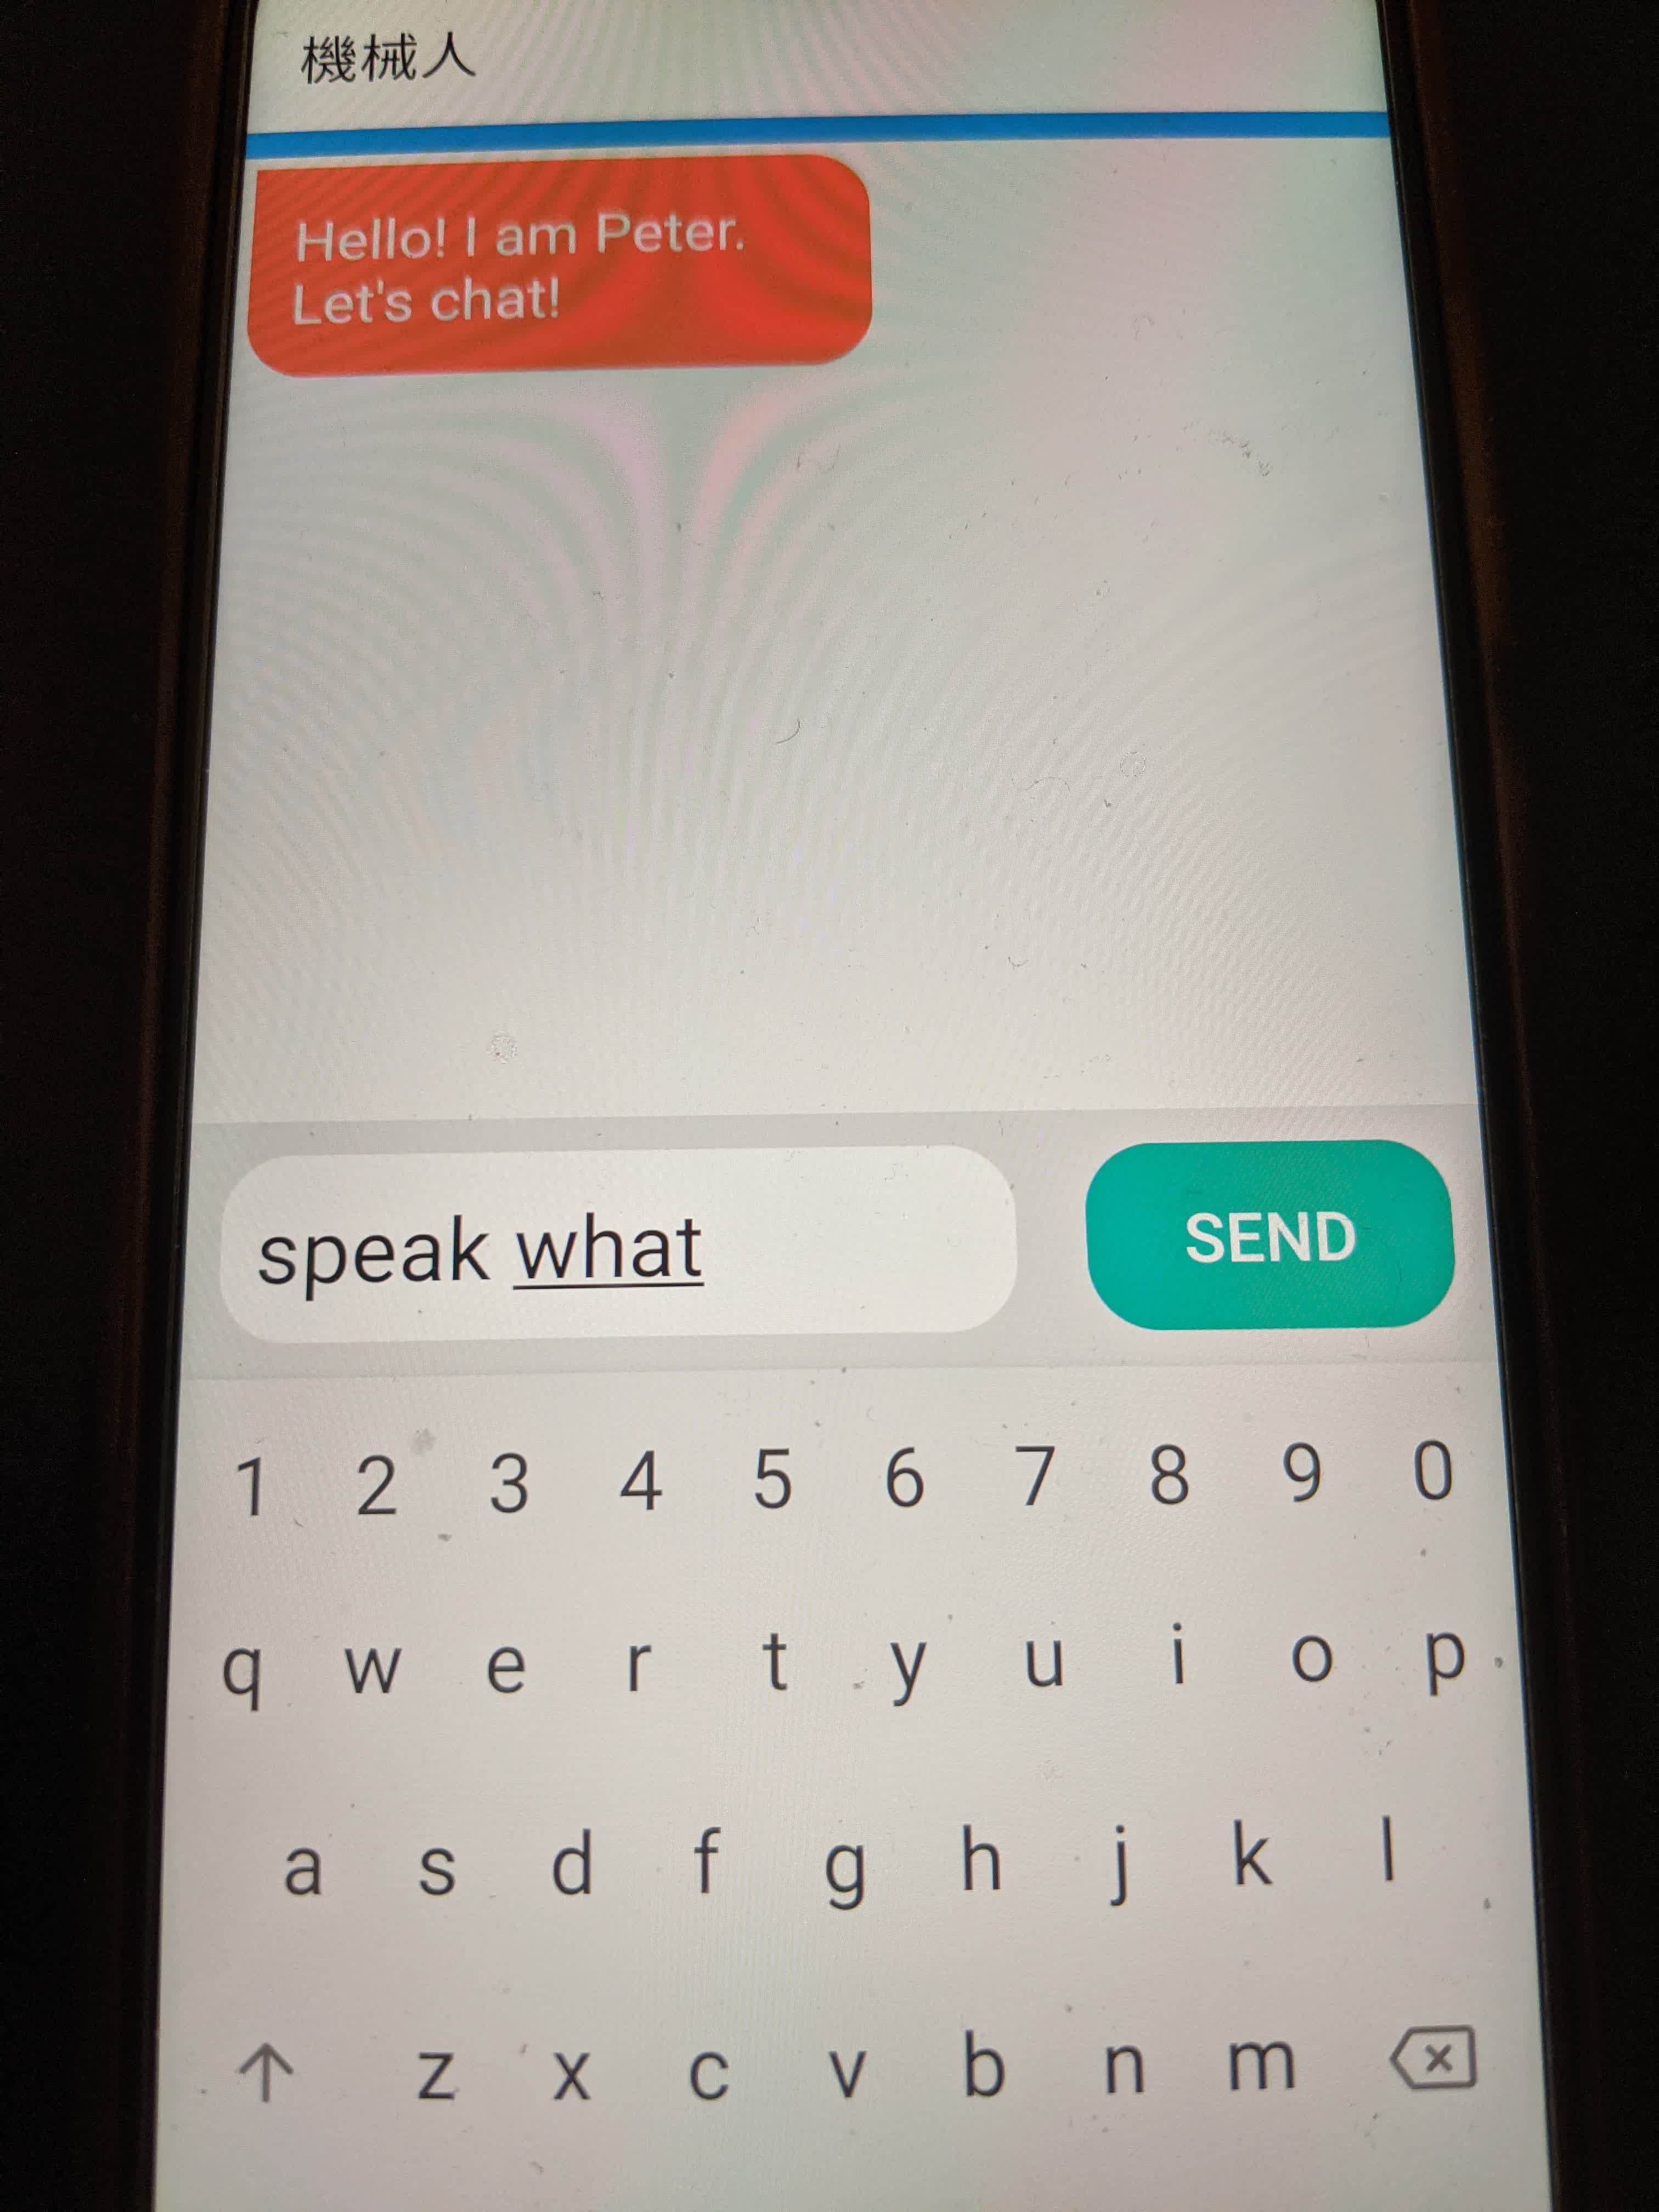 機械人
Hello! I am Peter.
Let's chat!
speak what
SEND
1 2 3 4 5 6 7 8 9 0
q w e r t y u i o p
a s d f g h j k l
z x c v b n m